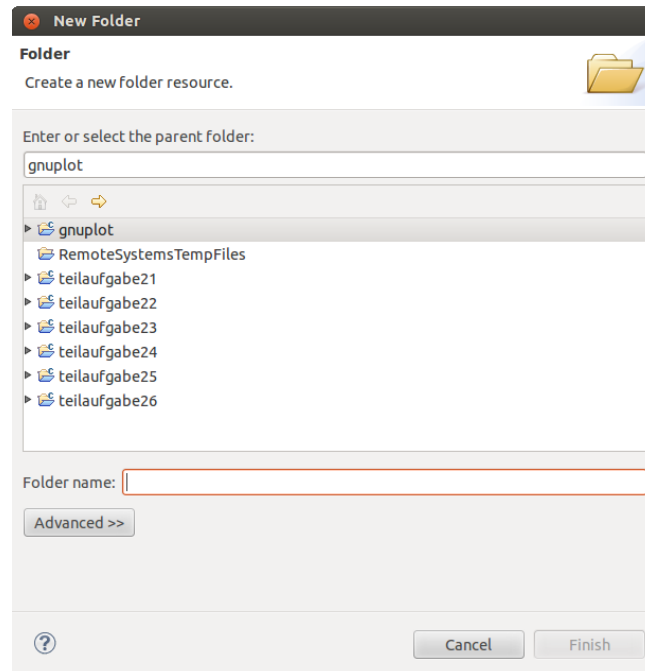 New Folder
Folder
Create a new folder resource.
Enter or select the parent folder:
gnuplot
gnuplot
RemoteSystemsTempFiles
teilaufgabe21
teilaufgabe22
teilaufgabe23
teilaufgabe24
teilaufgabe25
teilaufgabe26
Folder name:
Advanced >>
? Cancel Finish